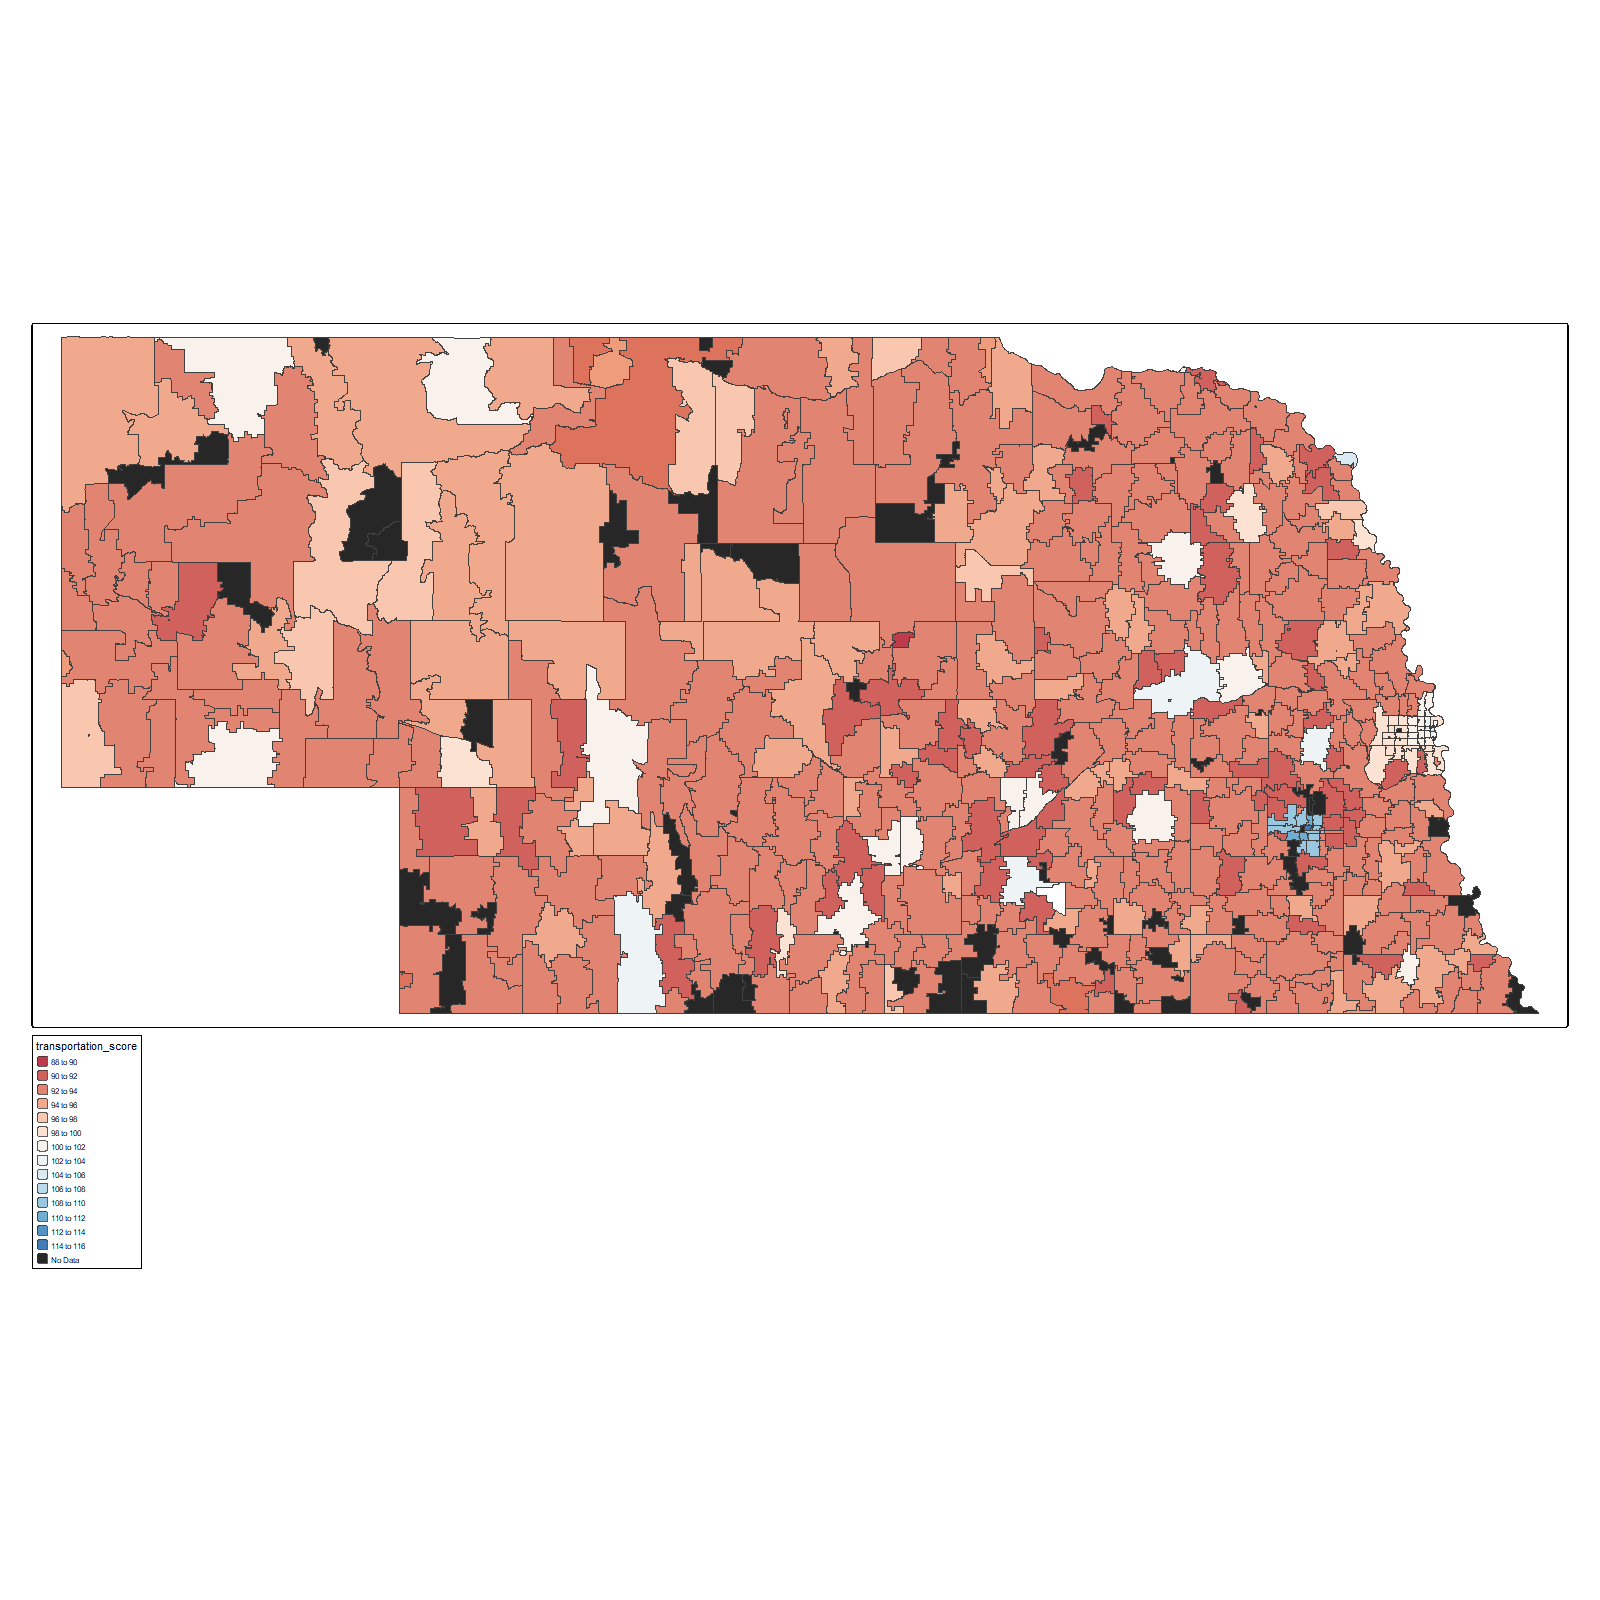 transportation_score
88 to 90
90 to 92
92 to 94
94 to 96
96 to 98
98 to 100
100 to 102
102 to 104
104 to 106
106 to 108
108 to 110
110 to 112
112 to 114
114 to 116
No Data